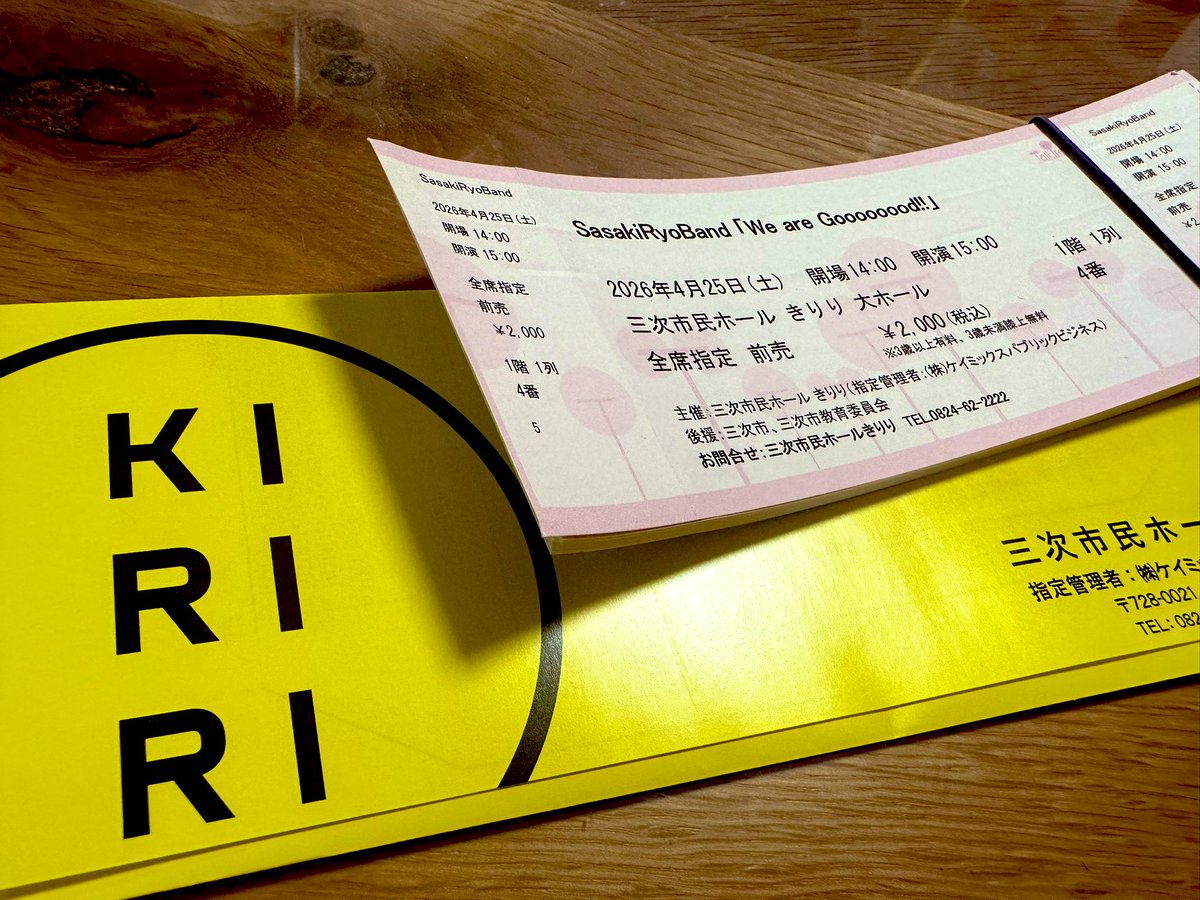 SasakiRyoBand
2026年4月25日(土)
開場 14:00
開演 15:00
全席指定
前売
¥2,000
1階 1列
4番
5
SasakiRyoBand「We are Goooooood!!」
2026年4月25日(土) 開場14:00 開演15:00
三次市民ホール きりり 大ホール
全席指定 前売
¥2,000(税込)
※3歳以上有料、3歳未満膝上無料
1階 1列
4番
主催:三次市民ホール きりり(指定管理者:(株)ケイミックスパブリックビジネス)
後援:三次市、三次市教育委員会
お問合せ:三次市民ホールきりり TEL.0824-62-2222
SasakiRyoBand
2026年4月25日(土)
開場 14:00
開演 15:00
全席指定
前売
¥2
KI
RI
RI
三次市民ホー
指定管理者:㈱ケイミ
〒728-0021
TEL:082